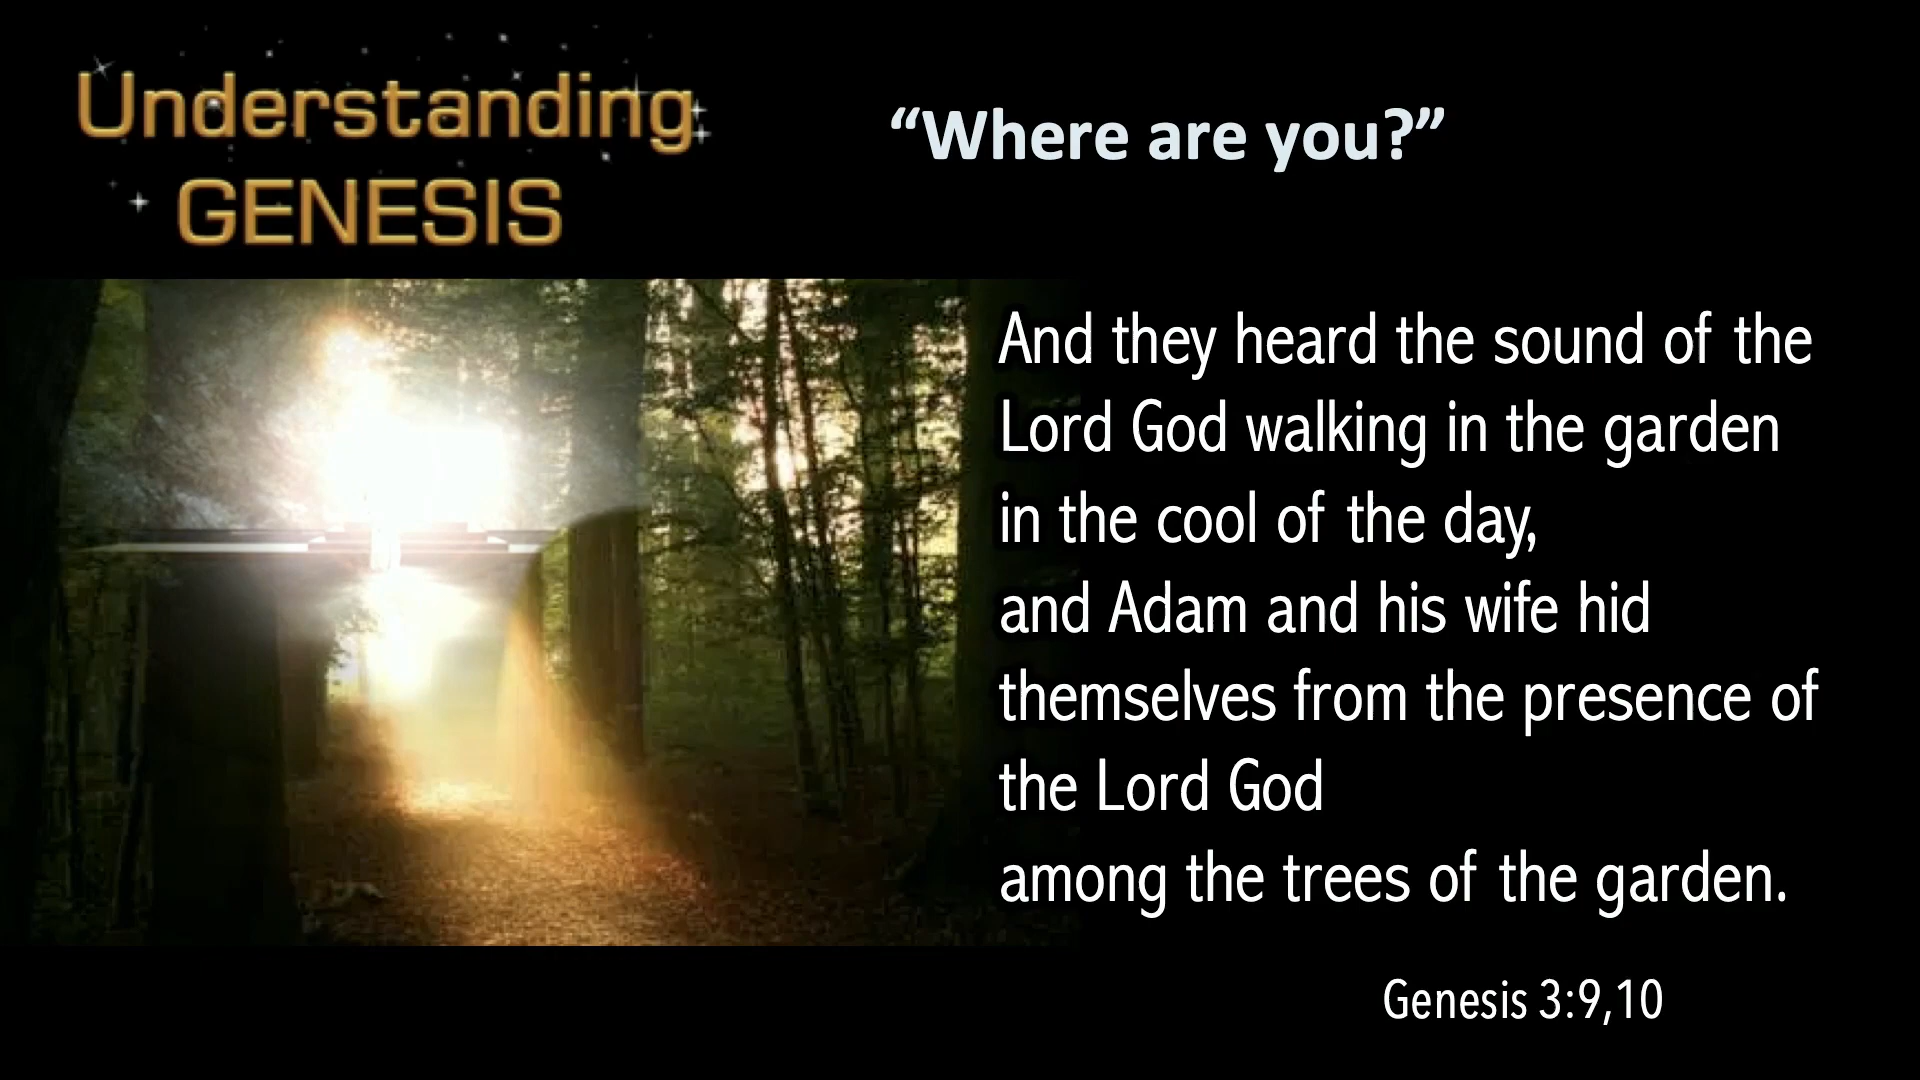 Understanding
GENESIS
“Where are you?”
And they heard the sound of the
Lord God walking in the garden
in the cool of the day,
and Adam and his wife hid
themselves from the presence of
the Lord God
among the trees of the garden.
Genesis 3:9,10